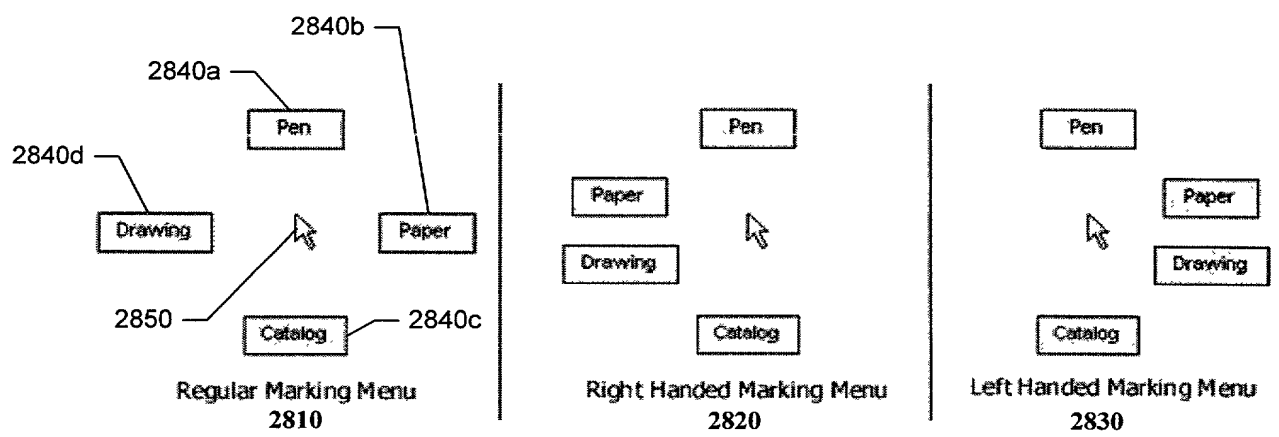 2840b
2840a
Pen
2840d
Drawing
Paper
2850
Catalog
2840c
Regular Marking Menu
2810
Pen
Paper
Drawing
Catalog
Right Handed Marking Menu
2820
Pen
Paper
Drawing
Catalog
Left Handed Marking Menu
2830